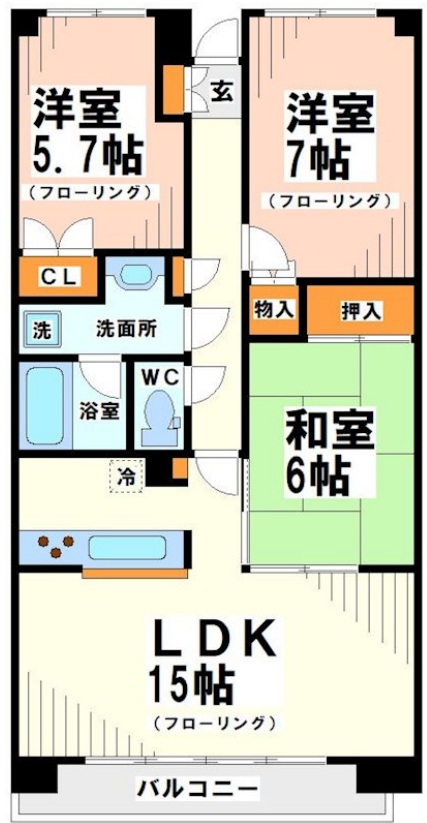 洋室
5.7帖
(フローリング)
玄
洋室
7帖
(フローリング)
CL
物入
押入
洗
洗面所
WC
浴室
和室
6帖
冷
LDK
15帖
(フローリング)
バルコニー